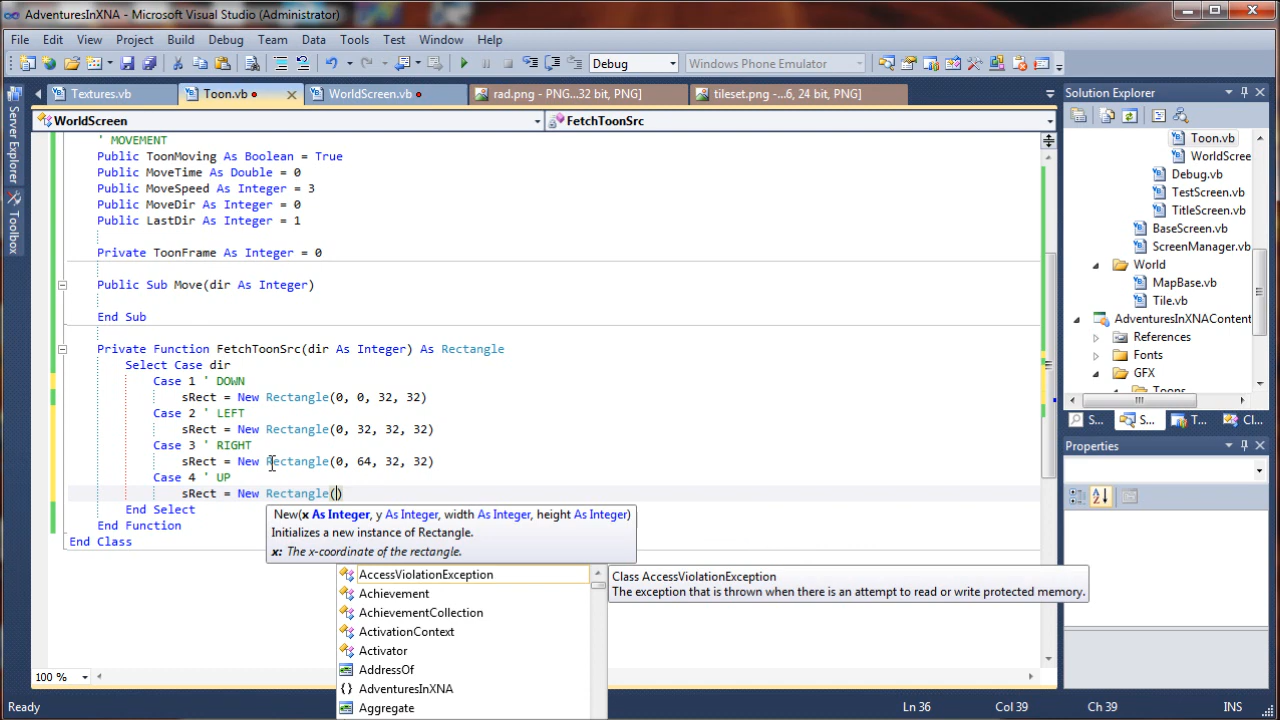 AdventuresInXNA - Microsoft Visual Studio (Administrator)
File Edit View Project Build Debug Team Data Tools Test Window Help
Debug Windows Phone Emulator
Textures.vb Toon.vb WorldScreen.vb rad.png - PNG...32 bit, PNG] tileset.png -...6, 24 bit, PNG] Solution Explorer
WorldScreen FetchToonSrc
Server Explorer
Toolbox
' MOVEMENT
Public ToonMoving As Boolean = True
Public MoveTime As Double = 0
Public MoveSpeed As Integer = 3
Public MoveDir As Integer = 0
Public LastDir As Integer = 1
Private ToonFrame As Integer = 0
Public Sub Move(dir As Integer)
End Sub
Private Function FetchToonSrc(dir As Integer) As Rectangle
Select Case dir
Case 1 ' DOWN
sRect = New Rectangle(0, 0, 32, 32)
Case 2 ' LEFT
sRect = New Rectangle(0, 32, 32, 32)
Case 3 ' RIGHT
sRect = New Rectangle(0, 64, 32, 32)
Case 4 ' UP
sRect = New Rectangle()
End Select
End Function
End Class
New(x As Integer, y As Integer, width As Integer, height As Integer)
Initializes a new instance of Rectangle.
x: The x-coordinate of the rectangle.
AccessViolationException
Achievement
AchievementCollection
ActivationContext
Activator
AddressOf
AdventuresInXNA
Aggregate
Class AccessViolationException
The exception that is thrown when there is an attempt to read or write protected memory.
Toon.vb
WorldScree
Debug.vb
TestScreen.vb
TitleScreen.vb
BaseScreen.vb
ScreenManager.vb
World
MapBase.vb
Tile.vb
AdventuresInXNAContent
References
Fonts
GFX
Toons
S... S... T... Cl...
Properties
100 %
Ready Ln 36 Col 39 Ch 39 INS